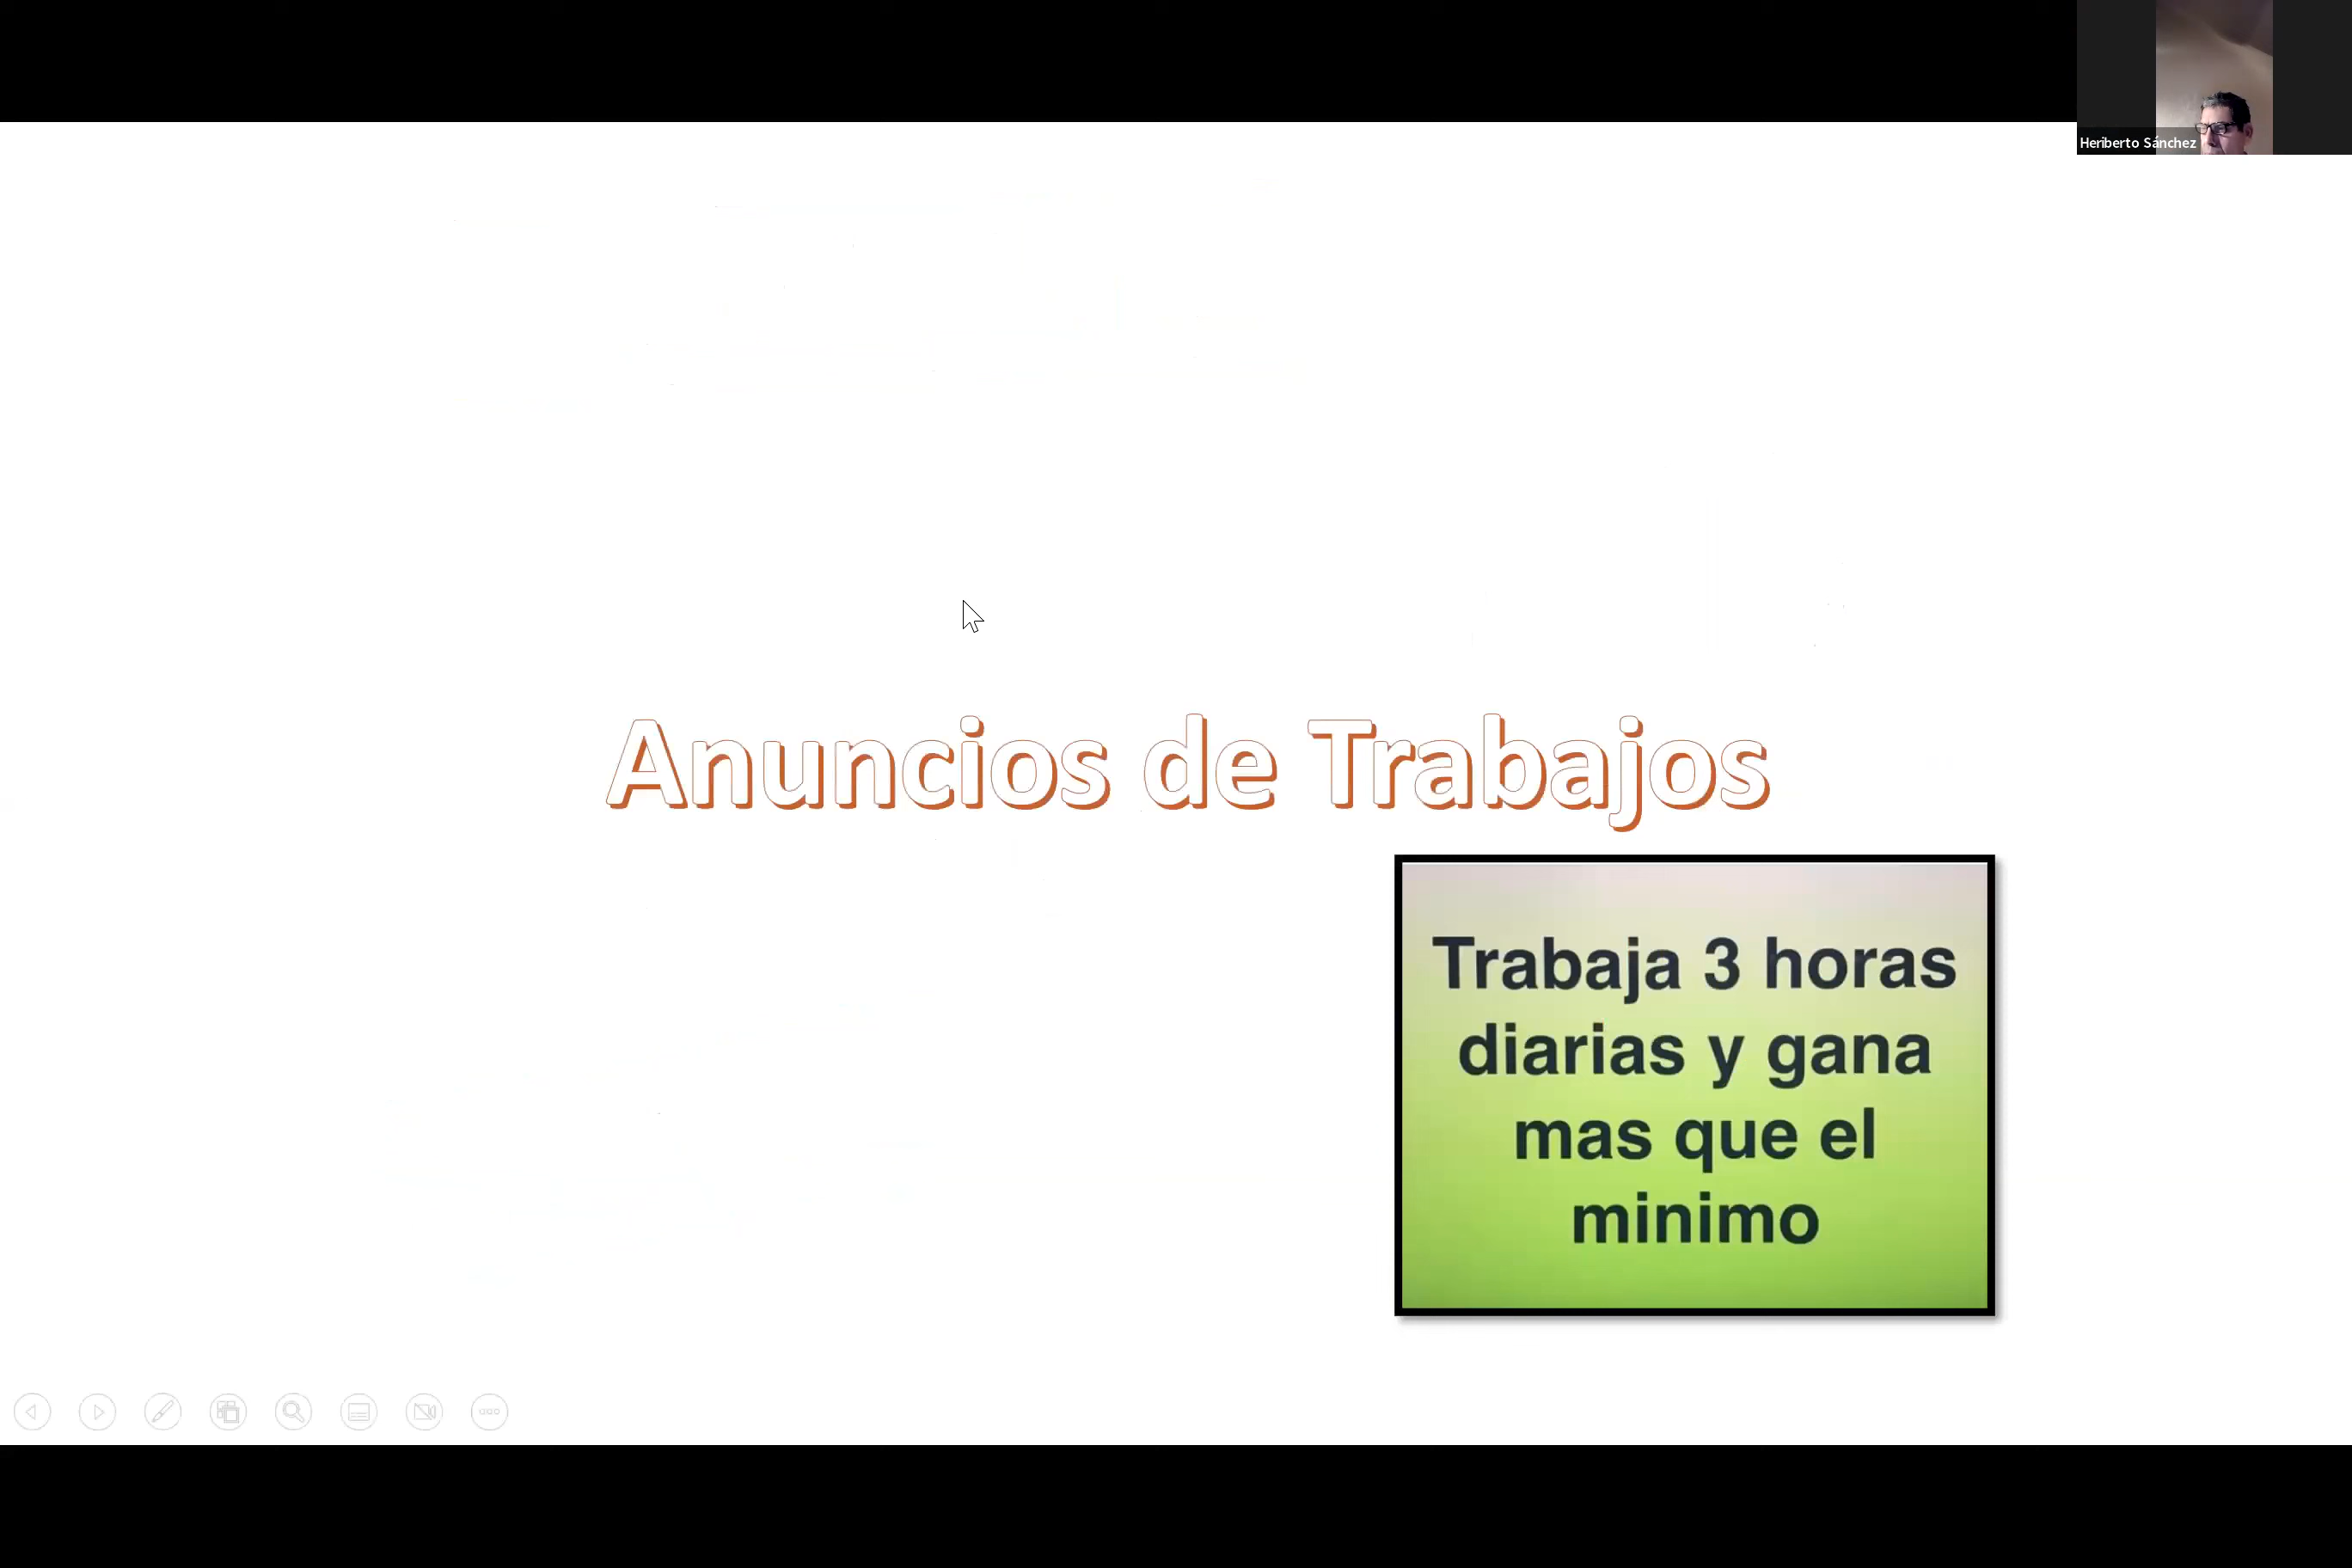 Heriberto Sánchez
Anuncios de Trabajos
Trabaja 3 horas
diarias y gana
mas que el
minimo